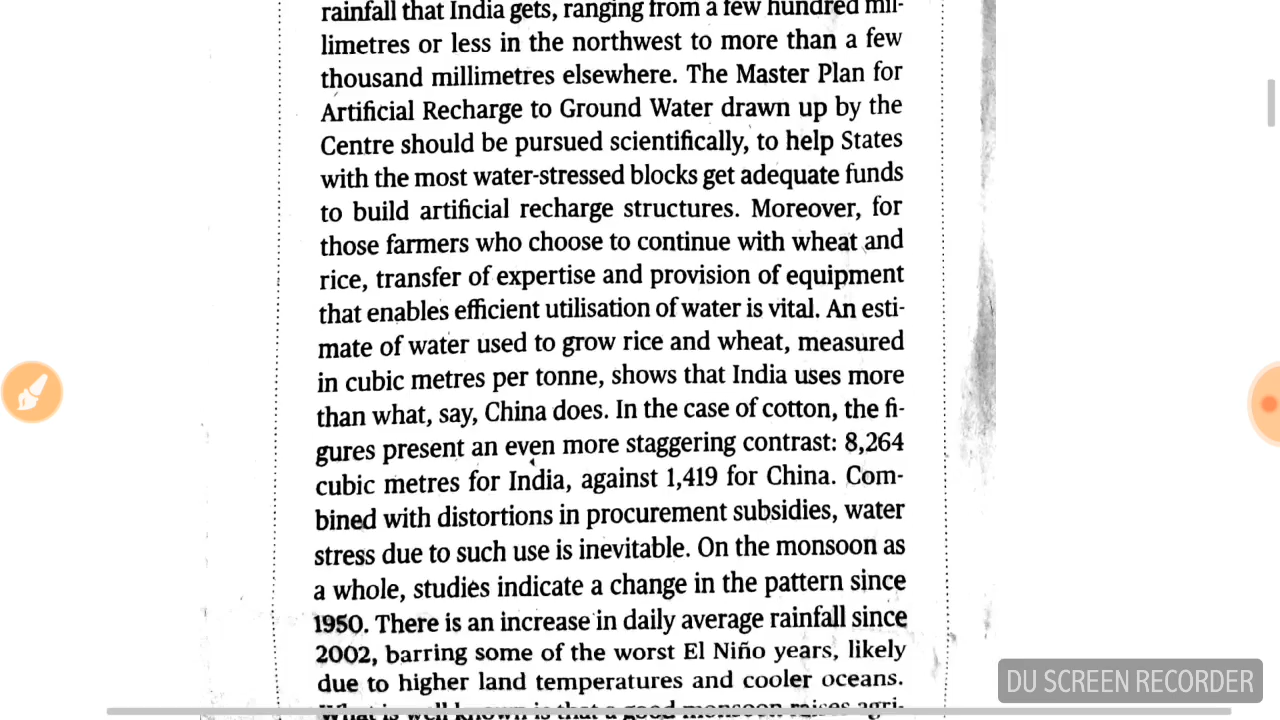 rainfall that India gets, ranging from a few hundred mil-
limetres or less in the northwest to more than a few
thousand millimetres elsewhere. The Master Plan for
Artificial Recharge to Ground Water drawn up by the
Centre should be pursued scientifically, to help States
with the most water-stressed blocks get adequate funds
to build artificial recharge structures. Moreover, for
those farmers who choose to continue with wheat and
rice, transfer of expertise and provision of equipment
that enables efficient utilisation of water is vital. An esti-
mate of water used to grow rice and wheat, measured
in cubic metres per tonne, shows that India uses more
than what, say, China does. In the case of cotton, the fi-
gures present an even more staggering contrast: 8,264
cubic metres for India, against 1,419 for China. Com-
bined with distortions in procurement subsidies, water
stress due to such use is inevitable. On the monsoon as
a whole, studies indicate a change in the pattern since
1950. There is an increase in daily average rainfall since
2002, barring some of the worst El Niño years, likely
due to higher land temperatures and cooler oceans.
What is well known is that a good monsoon raises agri-
DU SCREEN RECORDER